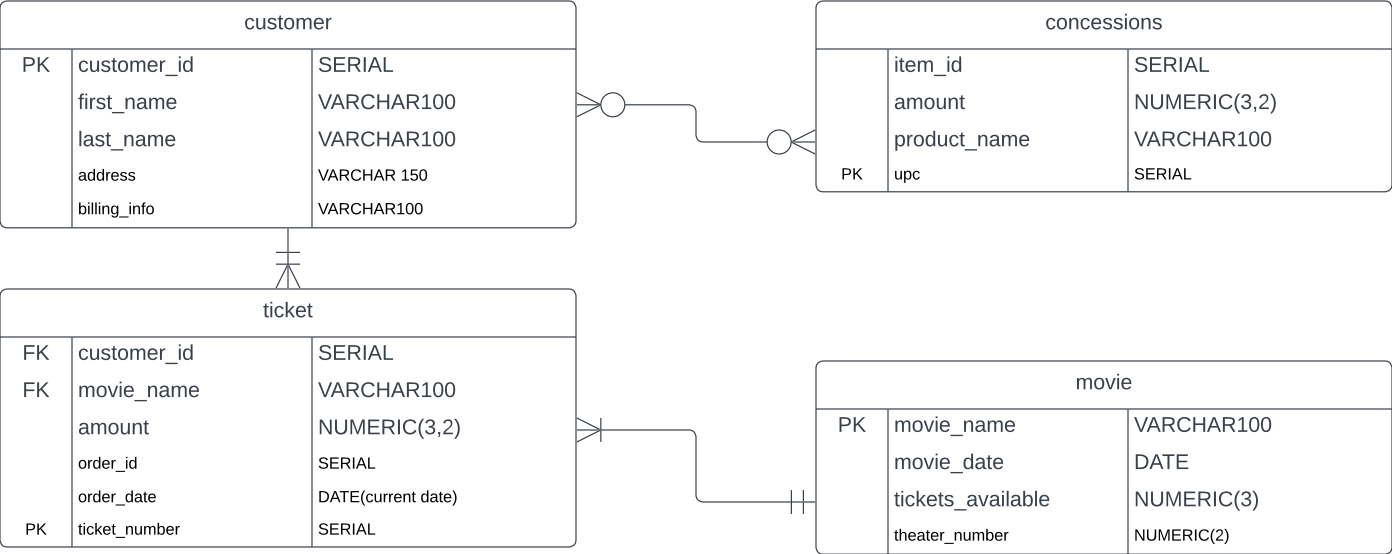 customer
PK customer_id SERIAL
first_name VARCHAR100
last_name VARCHAR100
address VARCHAR 150
billing_info VARCHAR100
concessions
item_id SERIAL
amount NUMERIC(3,2)
product_name VARCHAR100
PK upc SERIAL
ticket
FK customer_id SERIAL
FK movie_name VARCHAR100
amount NUMERIC(3,2)
order_id SERIAL
order_date DATE(current date)
PK ticket_number SERIAL
movie
PK movie_name VARCHAR100
movie_date DATE
tickets_available NUMERIC(3)
theater_number NUMERIC(2)